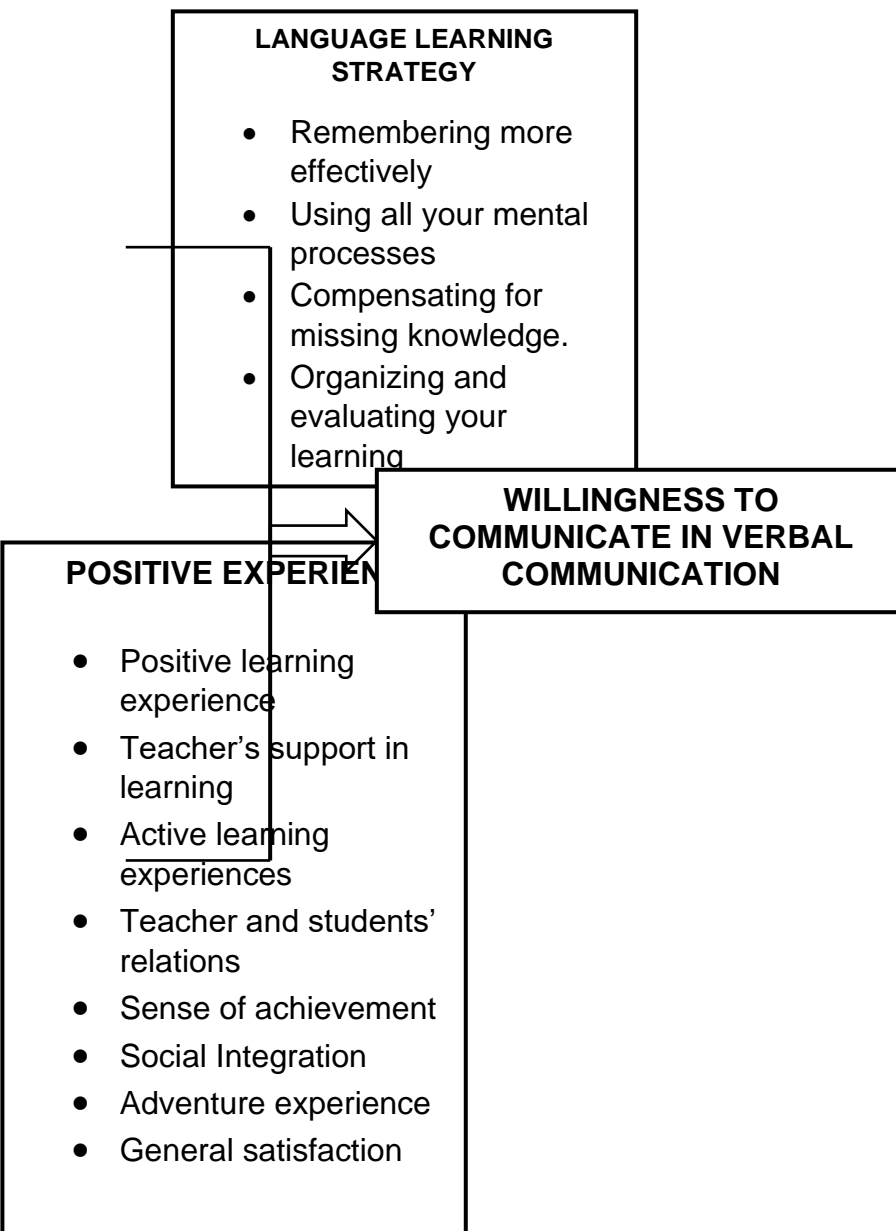 LANGUAGE LEARNING
STRATEGY
• Remembering more
effectively
• Using all your mental
processes
• Compensating for
missing knowledge.
• Organizing and
evaluating your
learning
WILLINGNESS TO
COMMUNICATE IN VERBAL
COMMUNICATION
POSITIVE EXPERIEN
• Positive learning
experience
• Teacher’s support in
learning
• Active learning
experiences
• Teacher and students’
relations
• Sense of achievement
• Social Integration
• Adventure experience
• General satisfaction